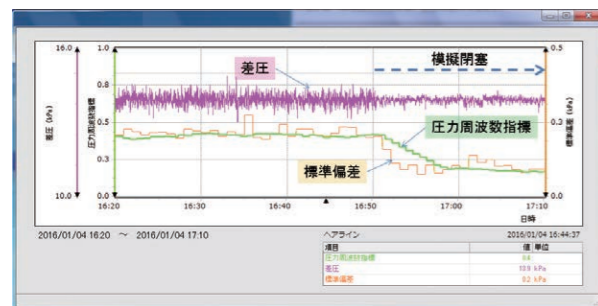 16.0 1.0 0.5
差圧
模擬閉塞
0.8
圧力周波数指標
差圧 (kPa)
圧力周波数指標
0.5
標準偏差 (kPa)
0.3
標準偏差
10.0 0.0 0.0
16:20 16:30 16:40 16:50 17:00 17:10
日時
2016/01/04 16:20 ～ 2016/01/04 17:10
ヘアライン 2016/01/04 16:44:37
項目 値 単位
圧力周波数指標 0.4
差圧 13.9 kPa
標準偏差 0.2 kPa